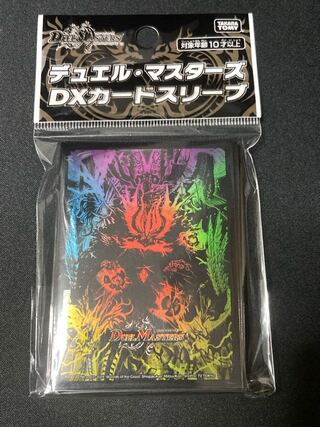 DUEL MASTERS
TAKARA TOMY
対象年齢10才以上
デュエル・マスターズ
DXカードスリーブ
DUEL MASTERS